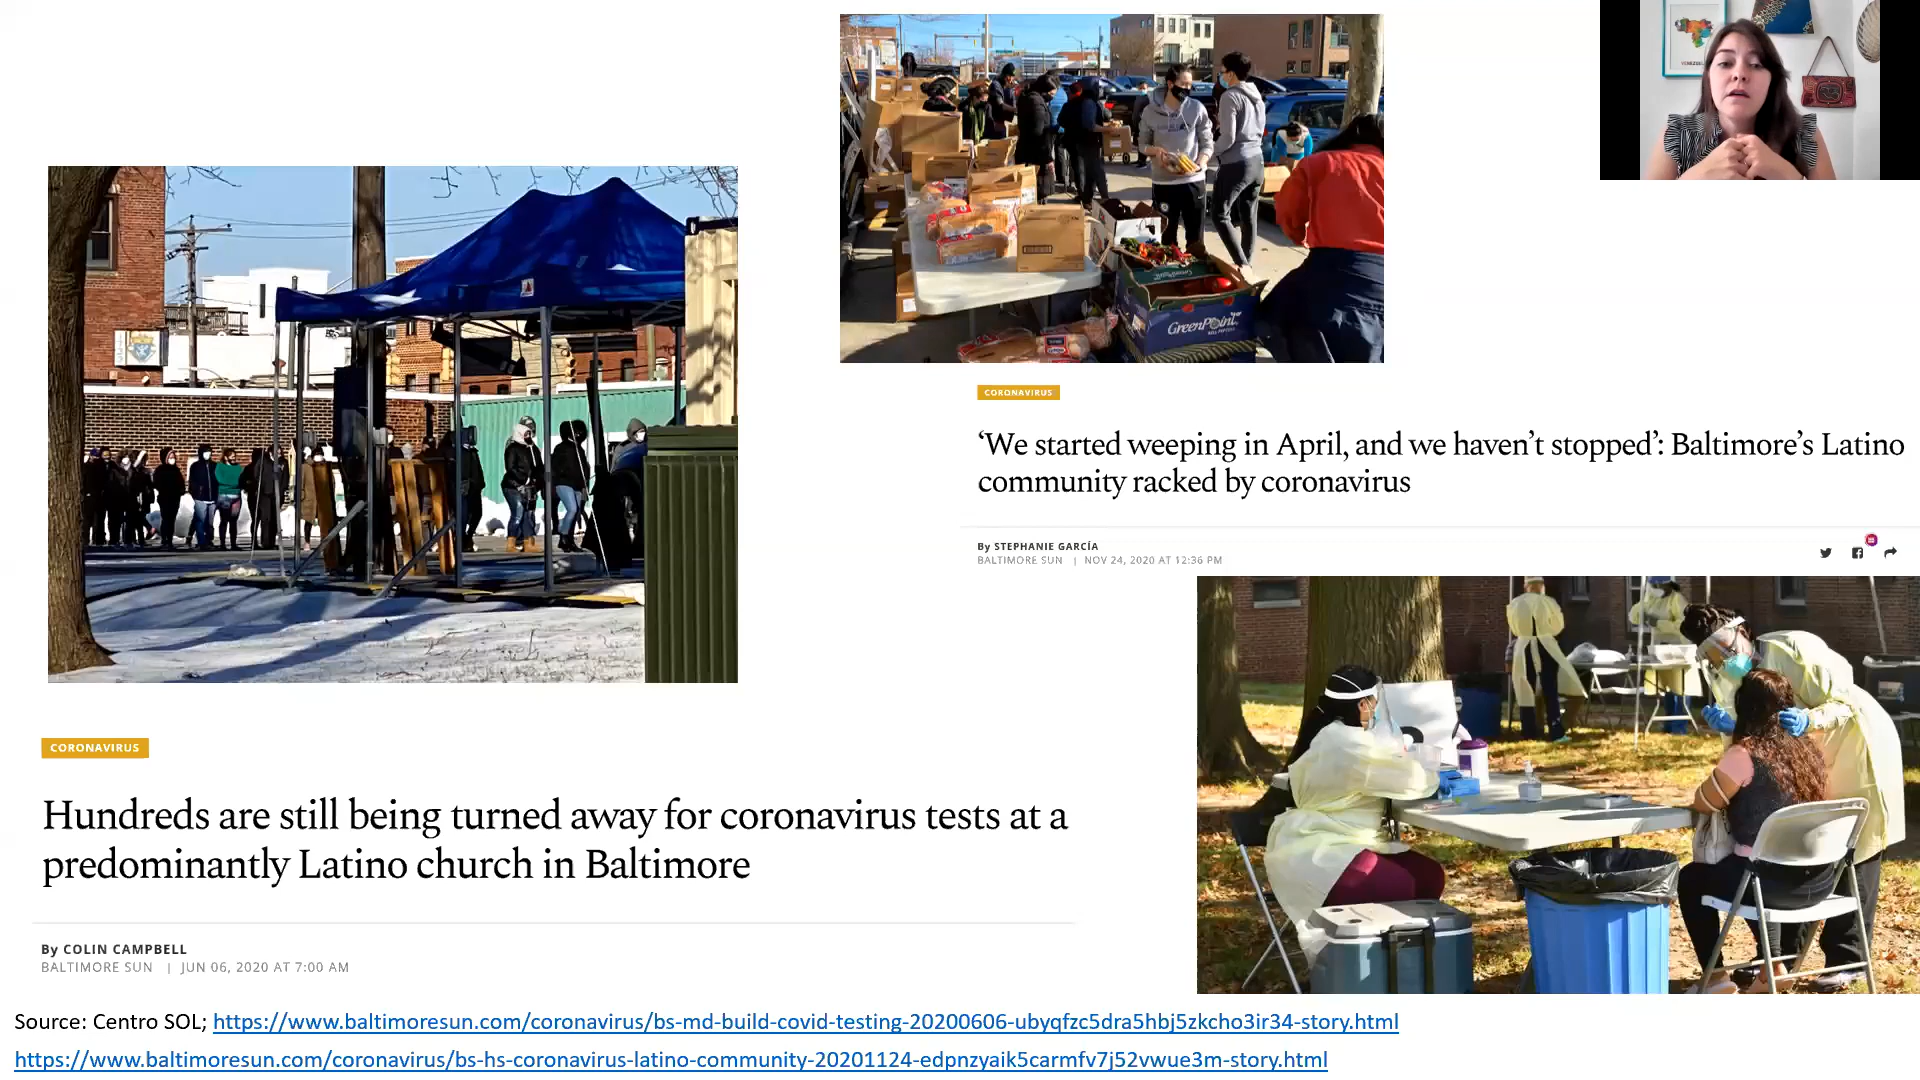 VENEZUELA
GREENPOINT
CORONAVIRUS
‘We started weeping in April, and we haven’t stopped’: Baltimore’s Latino
community racked by coronavirus
By STEPHANIE GARCÍA
BALTIMORE SUN | NOV 24, 2020 AT 12:36 PM
CORONAVIRUS
Hundreds are still being turned away for coronavirus tests at a
predominantly Latino church in Baltimore
By COLIN CAMPBELL
BALTIMORE SUN | JUN 06, 2020 AT 7:00 AM
Source: Centro SOL; https://www.baltimoresun.com/coronavirus/bs-md-build-covid-testing-20200606-ubyqfzc5dra5hbj5zkcho3ir34-story.html
https://www.baltimoresun.com/coronavirus/bs-hs-coronavirus-latino-community-20201124-edpnzyaik5carmfv7j52vwue3m-story.html